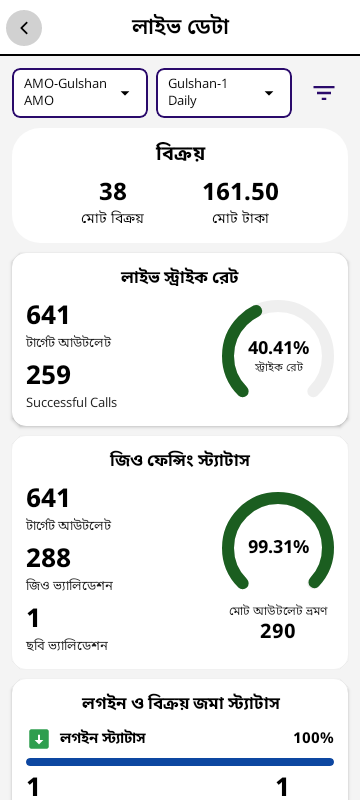 লাইভ ডেটা
AMO-Gulshan AMO
Gulshan-1 Daily
বিক্রয়
38
161.50
মোট বিক্রয়
মোট টাকা
লাইভ স্ট্রাইক রেট
641
টার্গেট আউটলেট
259
Successful Calls
40.41%
স্ট্রাইক রেট
জিও ফেন্সিং স্ট্যাটাস
641
টার্গেট আউটলেট
288
জিও ভ্যালিডেশন
1
ছবি ভ্যালিডেশন
99.31%
মোট আউটলেট ভ্রমণ
290
লগইন ও বিক্রয় জমা স্ট্যাটাস
লগইন স্ট্যাটাস
100%
1
1